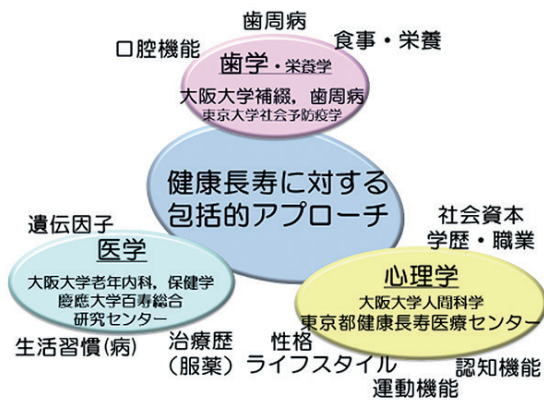 歯周病
口腔機能
食事・栄養
歯学・栄養学
大阪大学補綴，歯周病
東京大学社会予防疫学
健康長寿に対する
包括的アプローチ
遺伝因子
医学
大阪大学老年内科，保健学
慶應大学百寿総合
研究センター
生活習慣(病)
治療歴
（服薬）
社会資本
学歴・職業
心理学
大阪大学人間科学
東京都健康長寿医療センター
性格
ライフスタイル
運動機能
認知機能